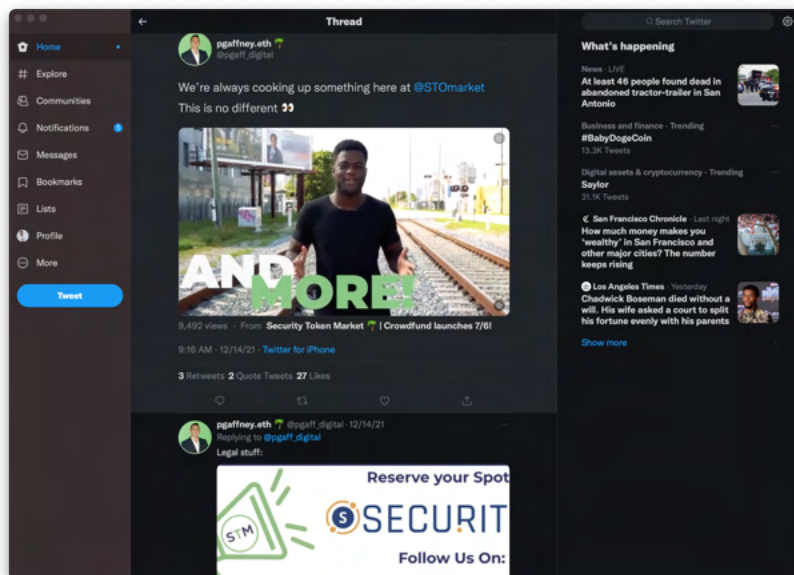 Thread
Search Twitter
Home
Explore
Communities
Notifications
1
Messages
Bookmarks
Lists
Profile
More
Tweet
pgaffney.eth
@pgaff_digital
We're always cooking up something here at @STOmarket
This is no different
AND
MORE!
9,492 views · From Security Token Market | Crowdfund launches 7/6!
9:16 AM · 12/14/21 · Twitter for iPhone
3 Retweets 2 Quote Tweets 27 Likes
pgaffney.eth @pgaff_digital · 12/14/21
Replying to @pgaff_digital
Legal stuff:
Reserve your Spot
STM
S SECURIT
Follow Us On:
What's happening
News · LIVE
At least 46 people found dead in
abandoned tractor-trailer in San
Antonio
Business and finance · Trending
#BabyDogeCoin
13.3K Tweets
Digital assets & cryptocurrency · Trending
Saylor
31.1K Tweets
San Francisco Chronicle · Last night
How much money makes you
'wealthy' in San Francisco and
other major cities? The number
keeps rising
Los Angeles Times · Yesterday
Chadwick Boseman died without a
will. His wife asked a court to split
his fortune evenly with his parents
Show more